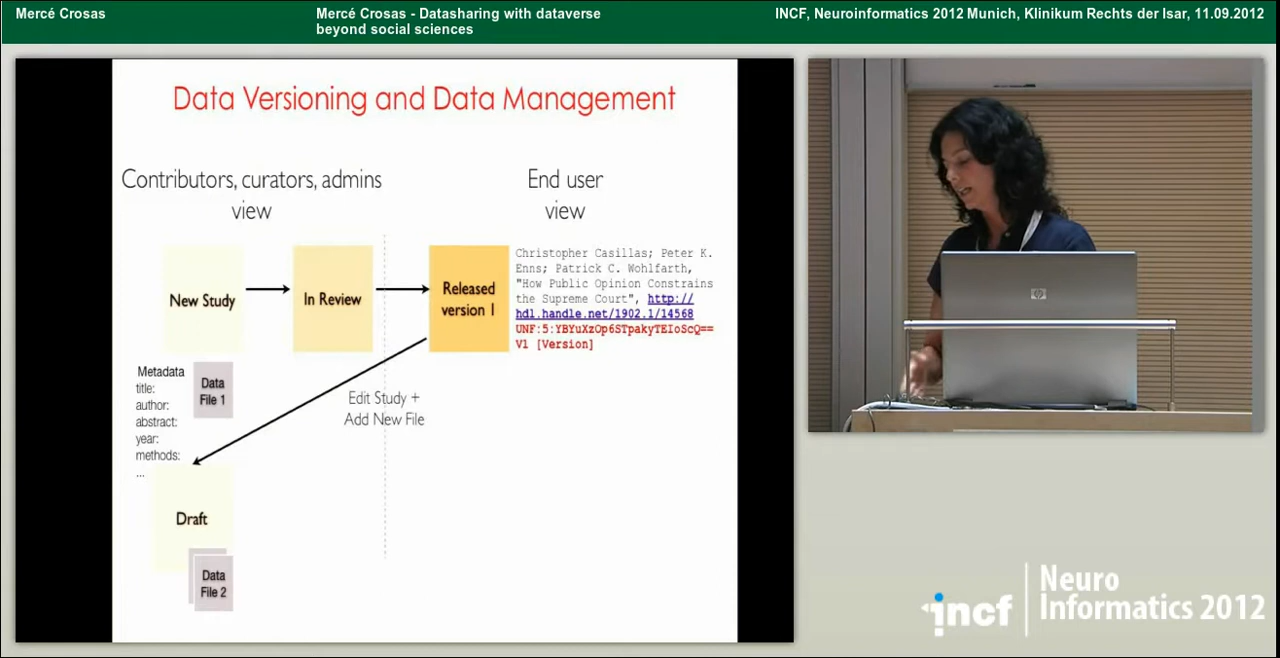 Mercé Crosas
Mercé Crosas - Datasharing with dataverse
beyond social sciences
INCF, Neuroinformatics 2012 Munich, Klinikum Rechts der Isar, 11.09.2012
Data Versioning and Data Management
Contributors, curators, admins
view
End user
view
New Study
In Review
Released
version 1
Christopher Casillas; Peter K.
Enns; Patrick C. Wohlfarth,
"How Public Opinion Constrains
the Supreme Court", http://
hdl.handle.net/1902.1/14568
UNF:5:YBYuXzOp6STpakyTEIoScQ==
V1 [Version]
Metadata
title:
author:
abstract:
year:
methods:
...
Data
File 1
Edit Study +
Add New File
Draft
Data
File 2
hp
incf
Neuro
Informatics 2012